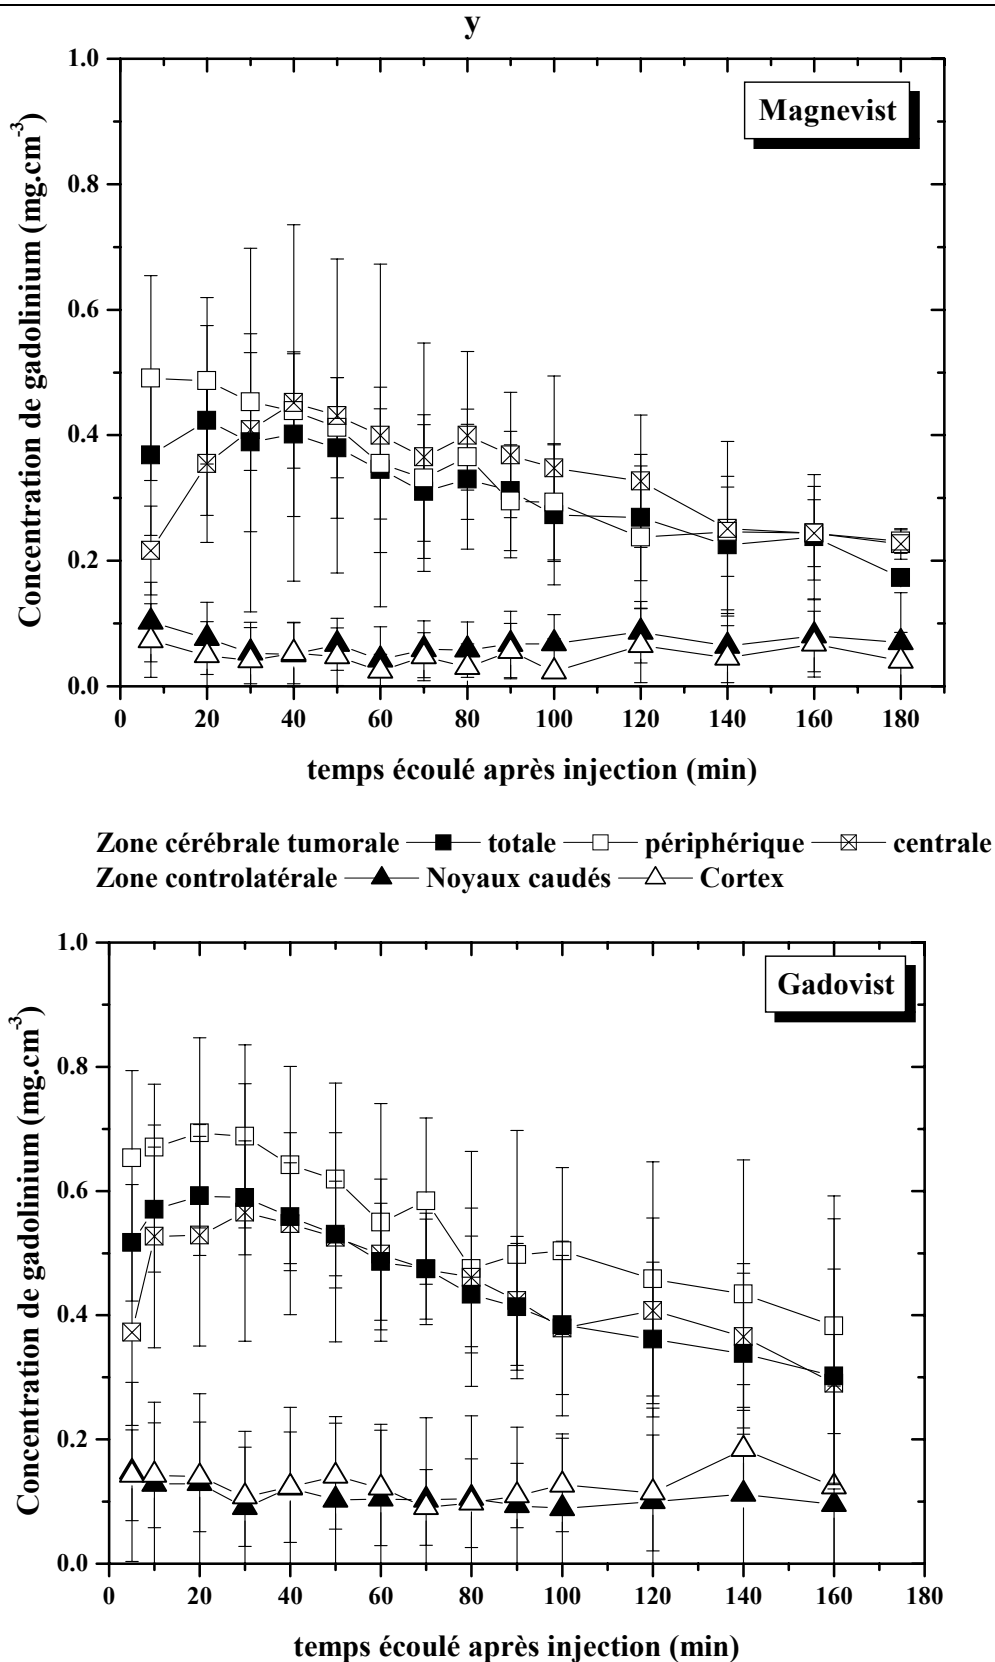 y
Magnevist
Concentration de gadolinium (mg.cm-3)
1.0
0.8
0.6
0.4
0.2
0.0
0 20 40 60 80 100 120 140 160 180
temps écoulé après injection (min)
Zone cérébrale tumorale totale périphérique centrale
Zone controlatérale Noyaux caudés Cortex
Gadovist
Concentration de gadolinium (mg.cm-3)
1.0
0.8
0.6
0.4
0.2
0.0
0 20 40 60 80 100 120 140 160 180
temps écoulé après injection (min)